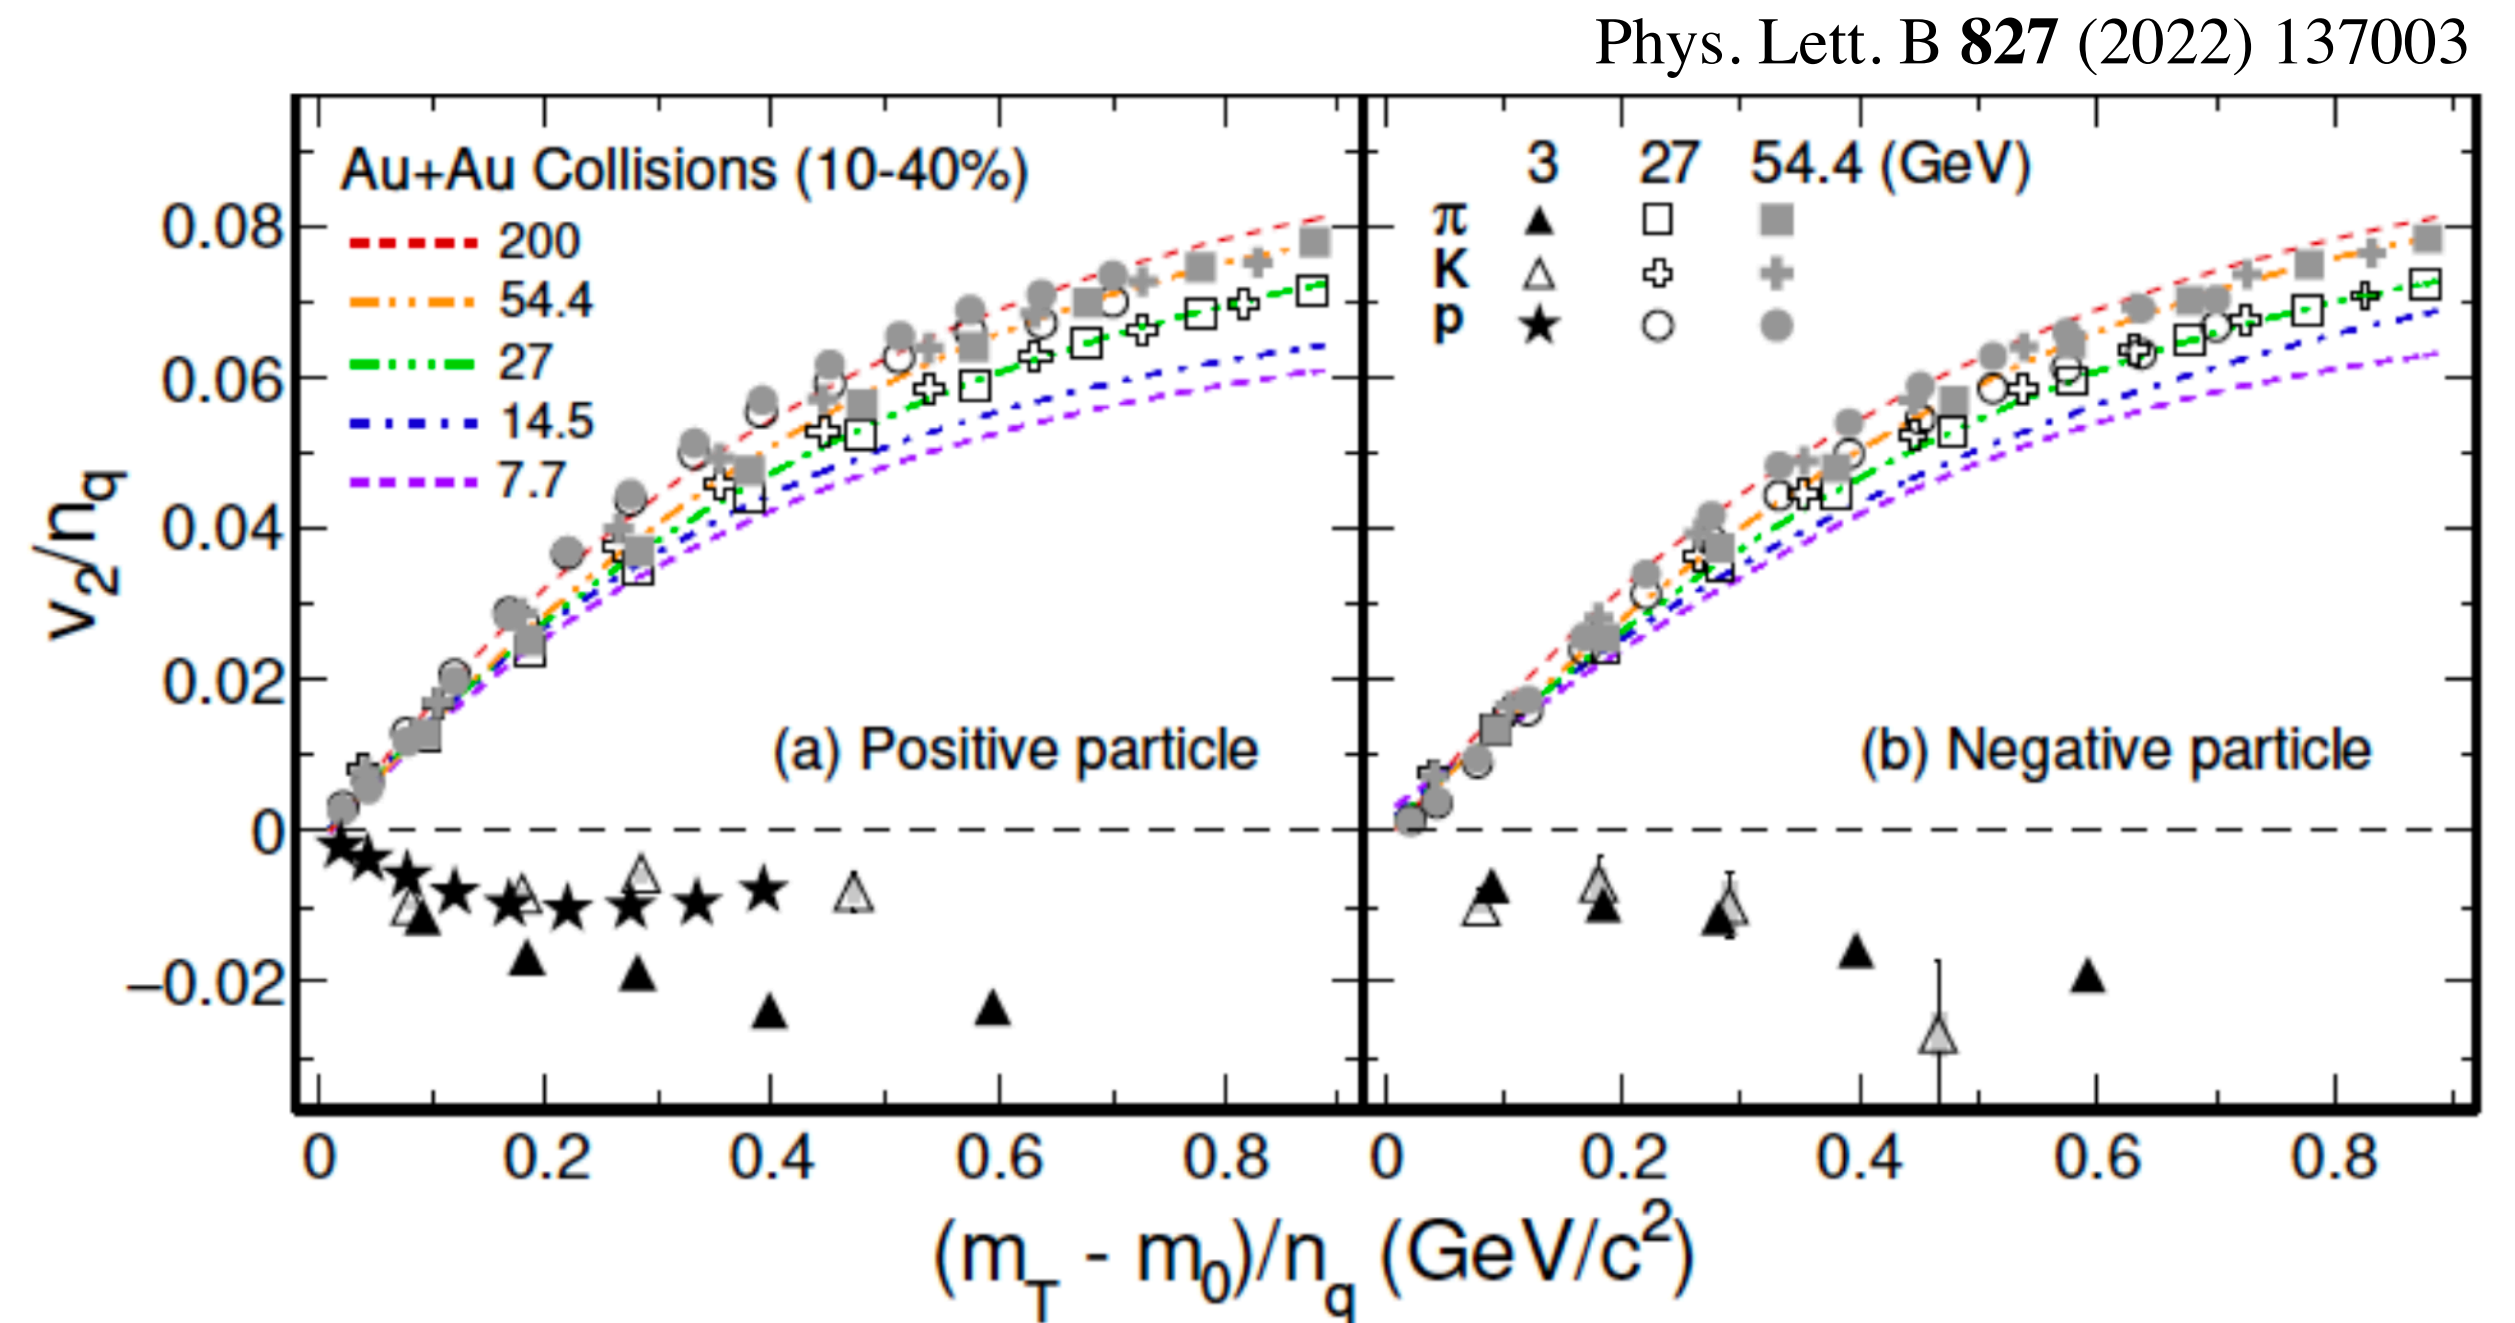 Phys. Lett. B 827 (2022) 137003
Au+Au Collisions (10-40%)
200
54.4
27
14.5
7.7
3 27 54.4 (GeV)
π
K
p
(a) Positive particle
(b) Negative particle
v2/nq
0.08
0.06
0.04
0.02
0
−0.02
0 0.2 0.4 0.6 0.8
0 0.2 0.4 0.6 0.8
(mT - m0)/nq (GeV/c²)